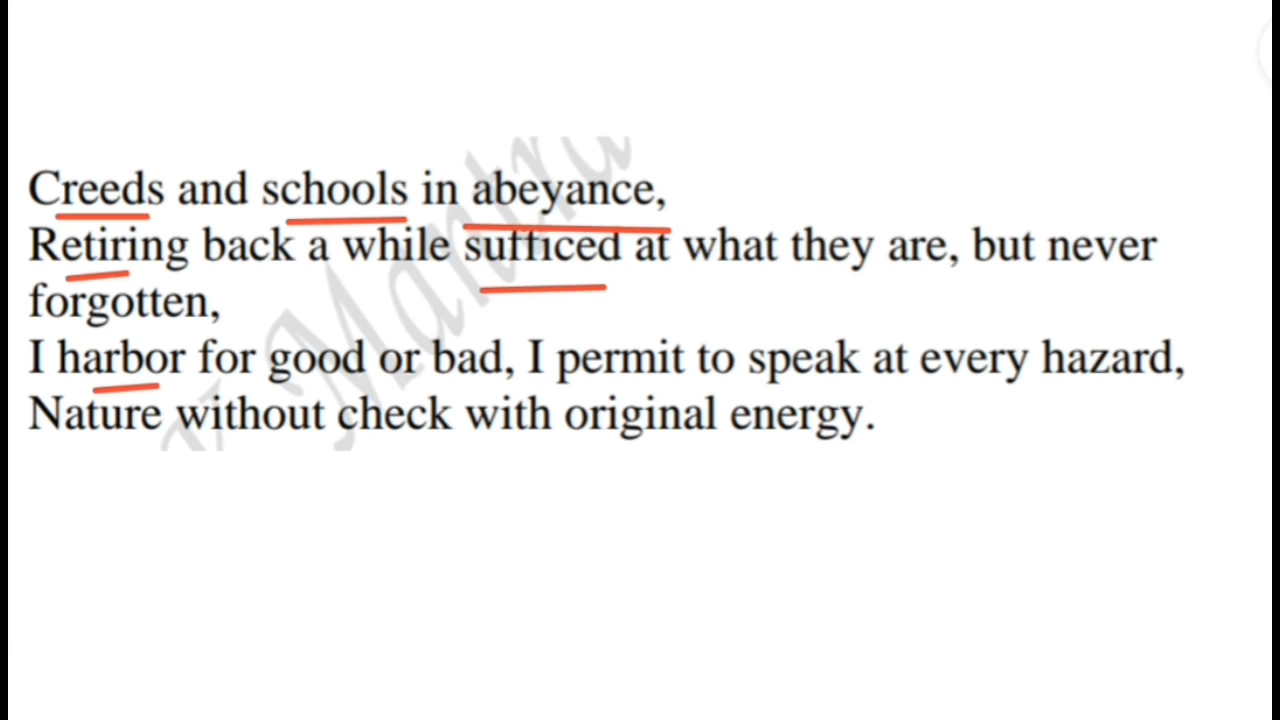 Creeds and schools in abeyance,
Retiring back a while sufficed at what they are, but never
forgotten,
I harbor for good or bad, I permit to speak at every hazard,
Nature without check with original energy.